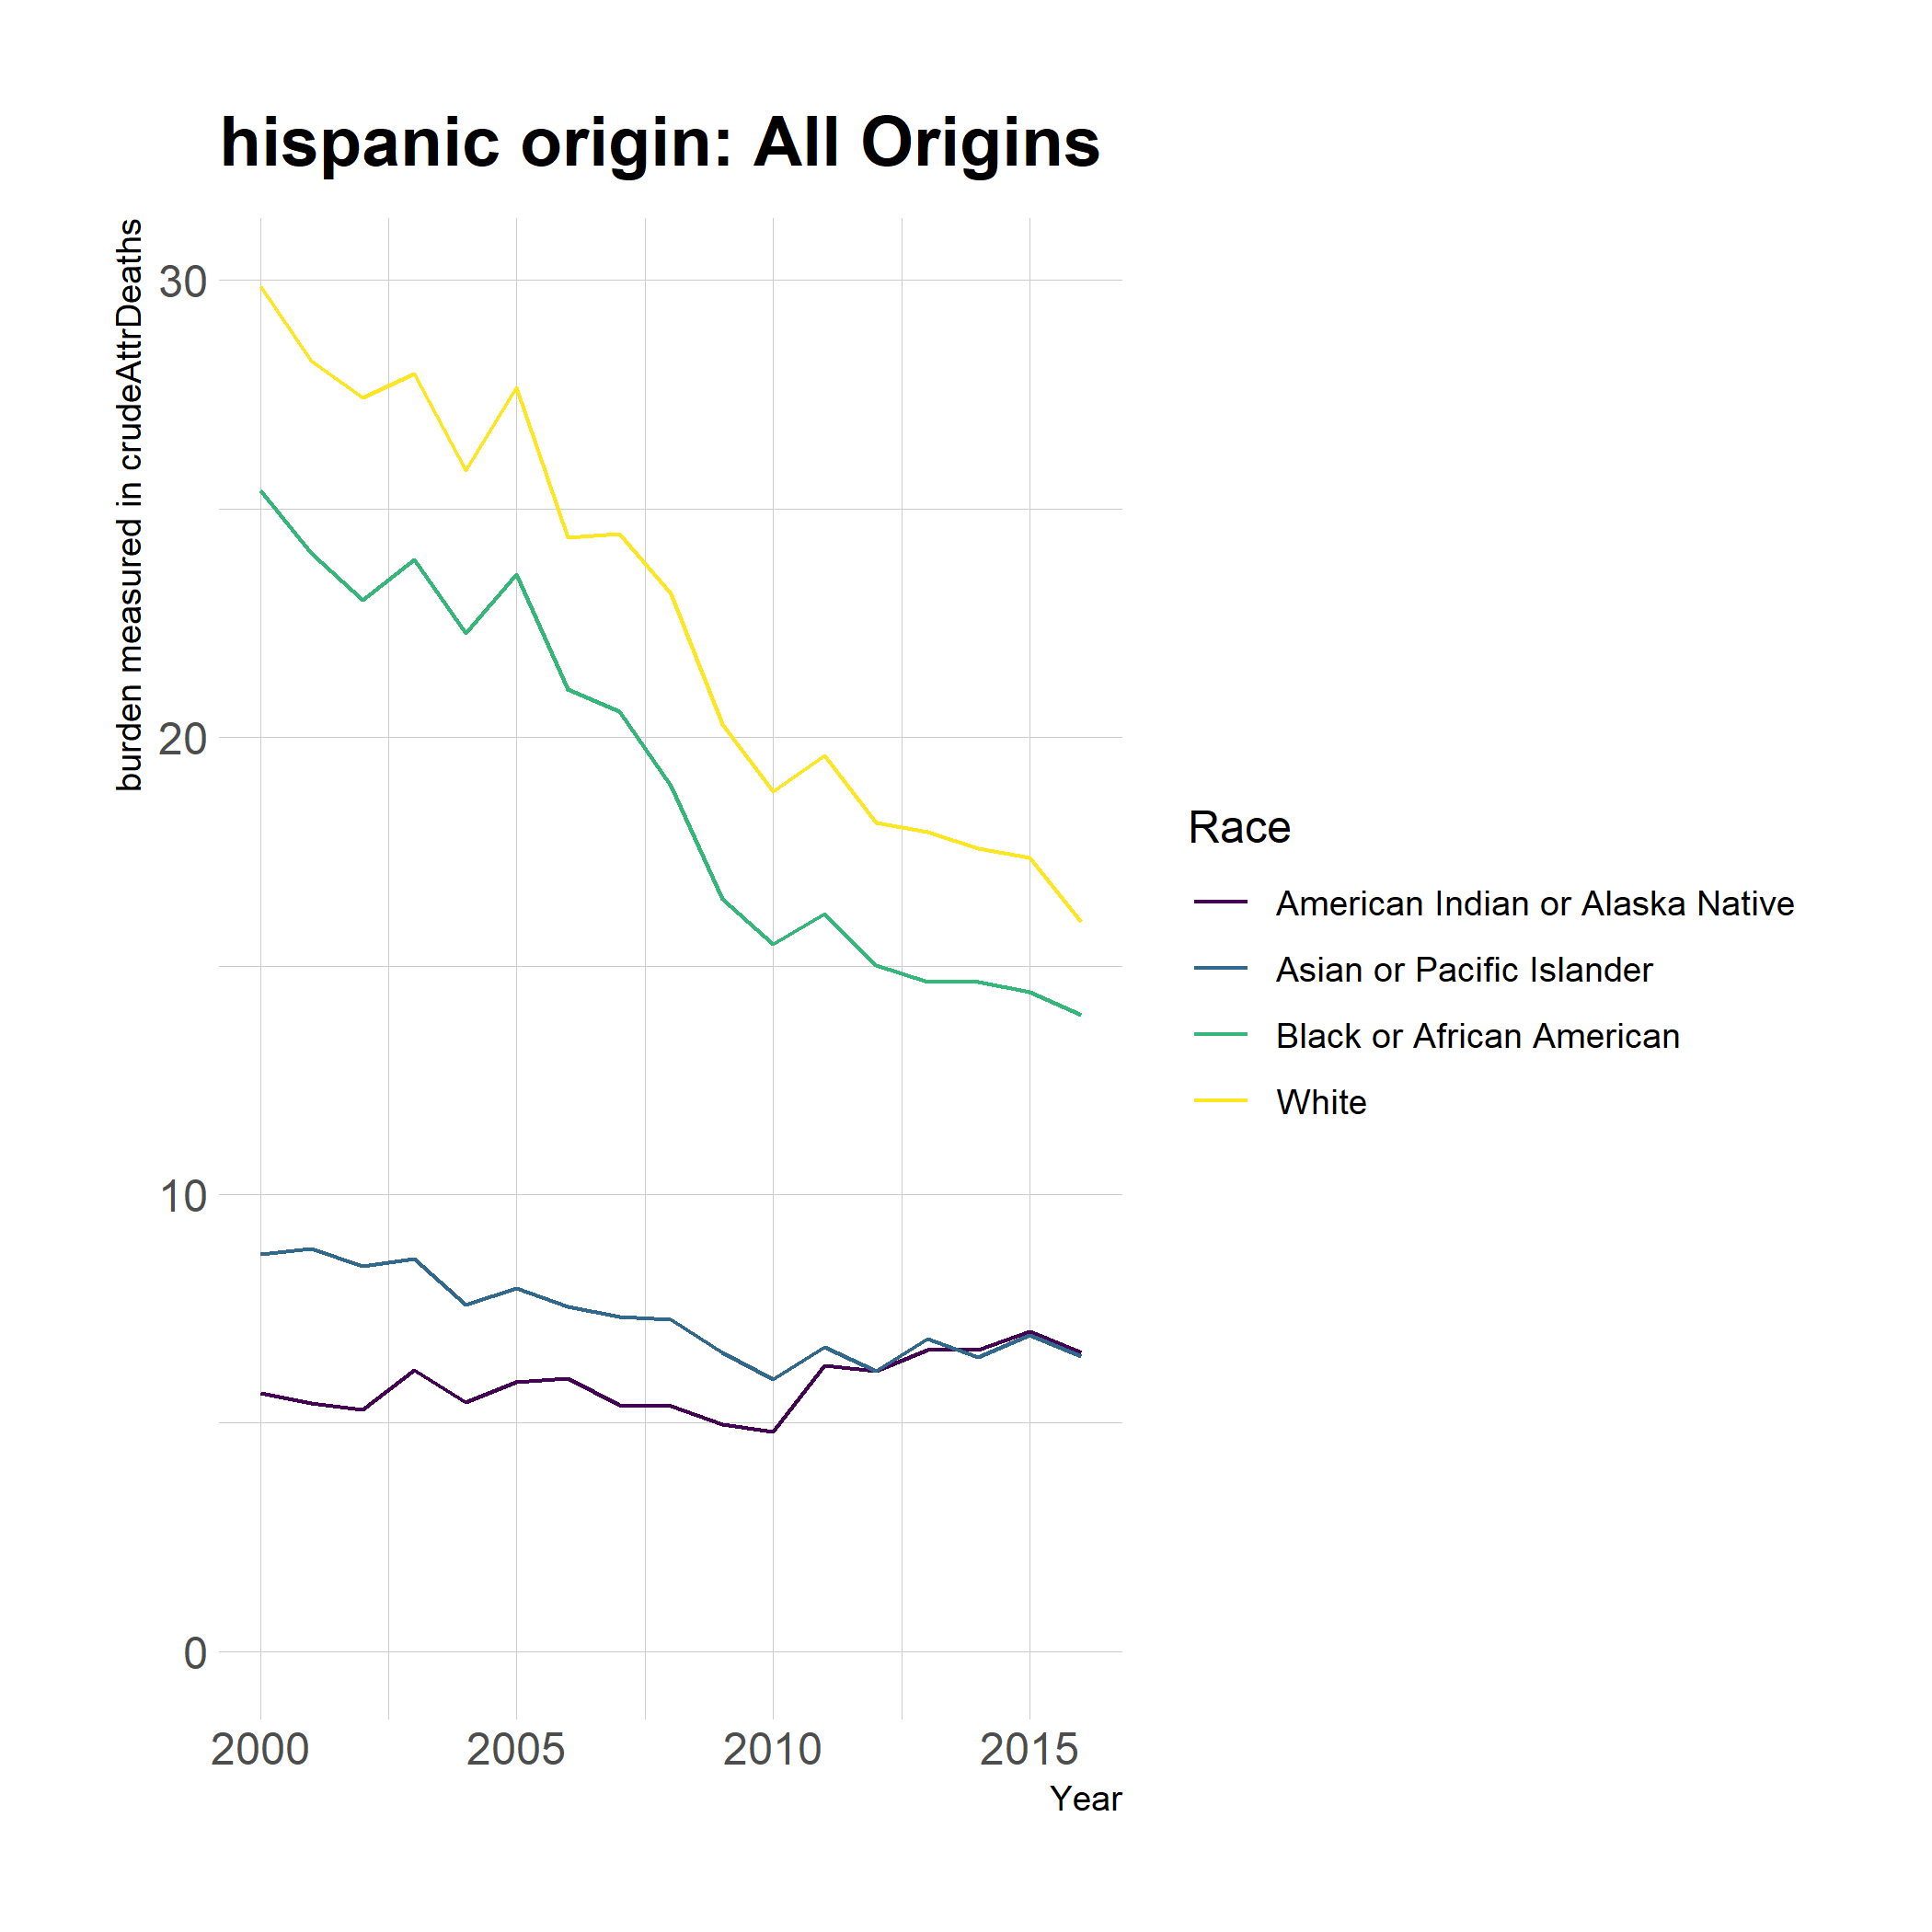 hispanic origin: All Origins
burden measured in crudeAttrDeaths
30
20
10
0
2000 2005 2010 2015
Year
Race
American Indian or Alaska Native
Asian or Pacific Islander
Black or African American
White